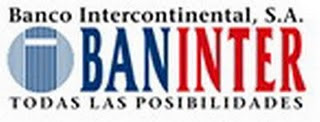 Banco Intercontinental, S.A.
BANINTER
TODAS LAS POSIBILIDADES